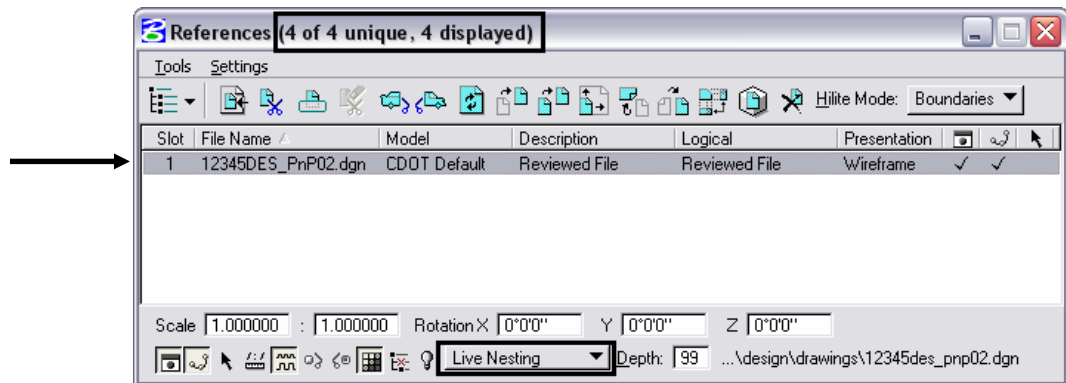 References (4 of 4 unique, 4 displayed)
Tools Settings
Hilite Mode: Boundaries
Slot File Name Model Description Logical Presentation
1 12345DES_PnP02.dgn CDOT Default Reviewed File Reviewed File Wireframe
Scale 1.000000 : 1.000000 Rotation X 0°0'0" Y 0°0'0" Z 0°0'0"
Live Nesting Depth: 99 ...\design\drawings\12345des_pnp02.dgn